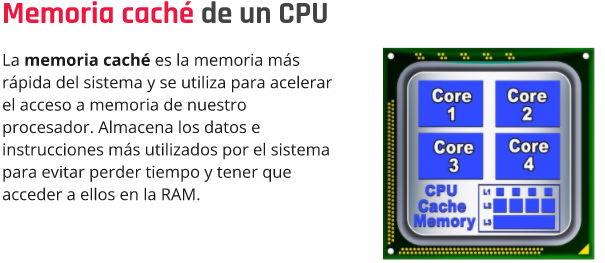 Memoria caché de un CPU
La memoria caché es la memoria más
rápida del sistema y se utiliza para acelerar
el acceso a memoria de nuestro
procesador. Almacena los datos e
instrucciones más utilizados por el sistema
para evitar perder tiempo y tener que
acceder a ellos en la RAM.
Core
1
Core
2
Core
3
Core
4
CPU
Cache
Memory
L1
L2
L3